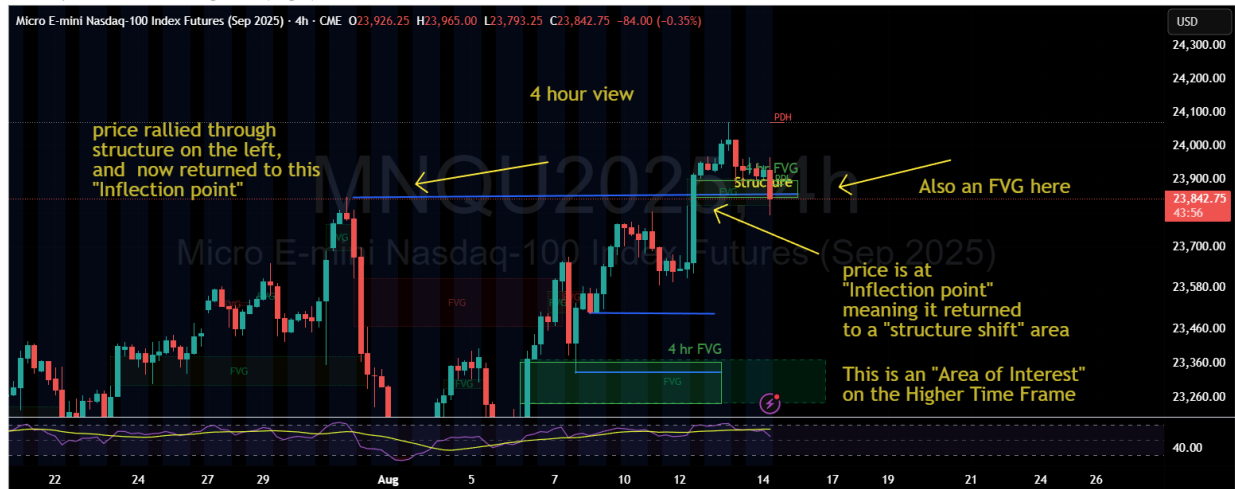 Micro E-mini Nasdaq-100 Index Futures (Sep 2025) · 4h · CME O23,926.25 H23,965.00 L23,793.25 C23,842.75 −84.00 (−0.35%)
USD
24,300.00
24,200.00
4 hour view
24,100.00
PDH
price rallied through
structure on the left,
and now returned to this
"Inflection point"
24,000.00
MNQU2025, 4h
4 hr FVG
Structure
FVG
23,900.00
Also an FVG here
23,842.75
43:56
FVG
Micro E-mini Nasdaq-100 Index Futures (Sep 2025)
23,700.00
price is at
"Inflection point"
meaning it returned
to a "structure shift" area
23,580.00
FVG
23,460.00
4 hr FVG
FVG
FVG
FVG
23,360.00
This is an "Area of Interest"
on the Higher Time Frame
23,260.00
40.00
22 24 27 29 Aug 5 7 10 12 14 17 19 21 24 26